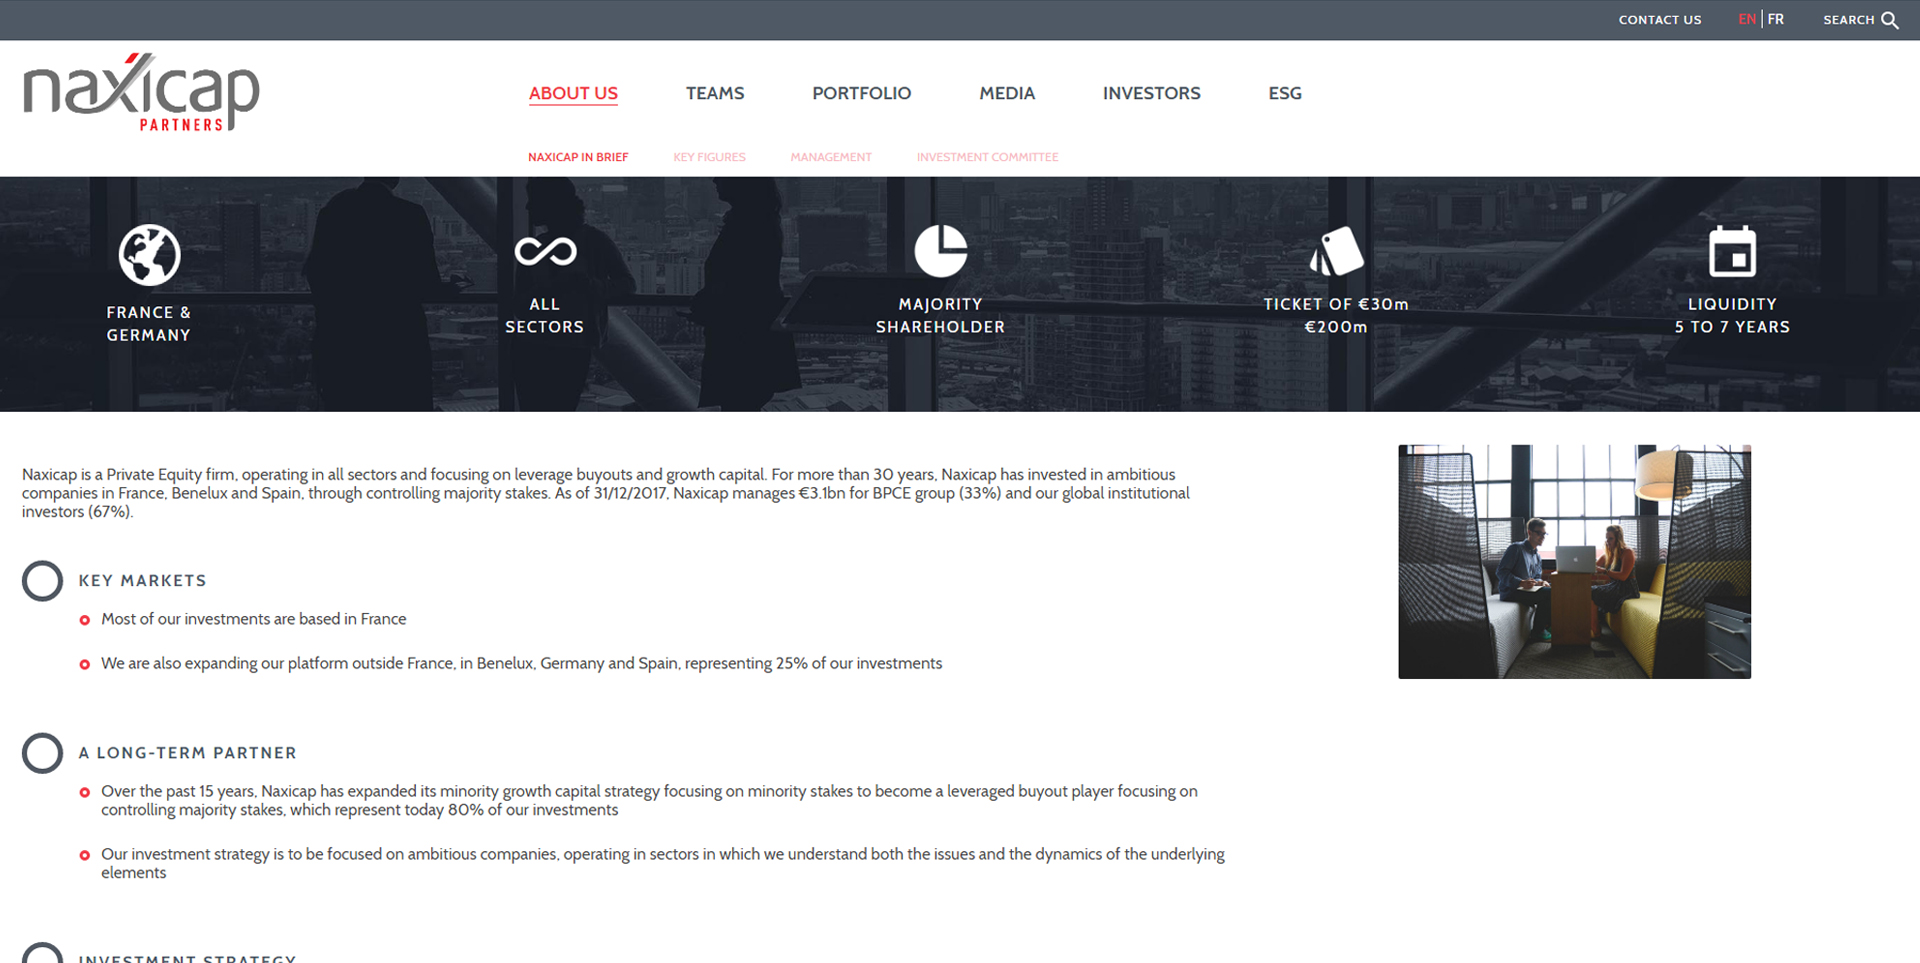 CONTACT US
EN FR
SEARCH
naxicap
PARTNERS
ABOUT US
TEAMS
PORTFOLIO
MEDIA
INVESTORS
ESG
NAXICAP IN BRIEF
KEY FIGURES
MANAGEMENT
INVESTMENT COMMITTEE
FRANCE &
GERMANY
ALL
SECTORS
MAJORITY
SHAREHOLDER
TICKET OF €30m
€200m
LIQUIDITY
5 TO 7 YEARS
Naxicap is a Private Equity firm, operating in all sectors and focusing on leverage buyouts and growth capital. For more than 30 years, Naxicap has invested in ambitious
companies in France, Benelux and Spain, through controlling majority stakes. As of 31/12/2017, Naxicap manages €3.1bn for BPCE group (33%) and our global institutional
investors (67%).
KEY MARKETS
Most of our investments are based in France
We are also expanding our platform outside France, in Benelux, Germany and Spain, representing 25% of our investments
A LONG-TERM PARTNER
Over the past 15 years, Naxicap has expanded its minority growth capital strategy focusing on minority stakes to become a leveraged buyout player focusing on
controlling majority stakes, which represent today 80% of our investments
Our investment strategy is to be focused on ambitious companies, operating in sectors in which we understand both the issues and the dynamics of the underlying
elements
INVESTMENT STRATEGY